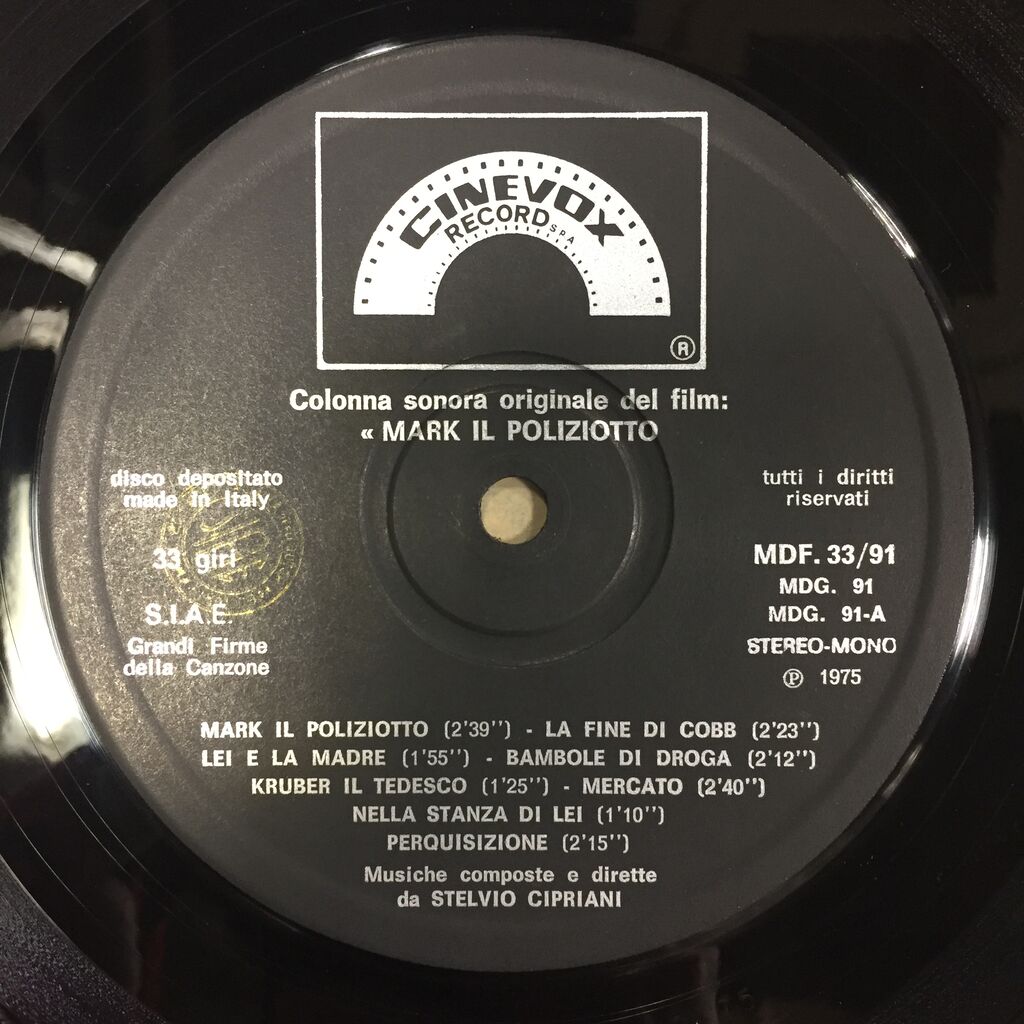 CINEVOX
RECORD SPA
®
Colonna sonora originale del film:
« MARK IL POLIZIOTTO
disco depositato
made in Italy
33 giri
S.I.A.E.
Grandi Firme
della Canzone
tutti i diritti
riservati
MDF. 33/91
MDG. 91
MDG. 91-A
STEREO-MONO
℗ 1975
MARK IL POLIZIOTTO (2'39'') - LA FINE DI COBB (2'23'')
LEI E LA MADRE (1'55'') - BAMBOLE DI DROGA (2'12'')
KRUBER IL TEDESCO (1'25'') - MERCATO (2'40'')
NELLA STANZA DI LEI (1'10'')
PERQUISIZIONE (2'15'')
Musiche composte e dirette
da STELVIO CIPRIANI